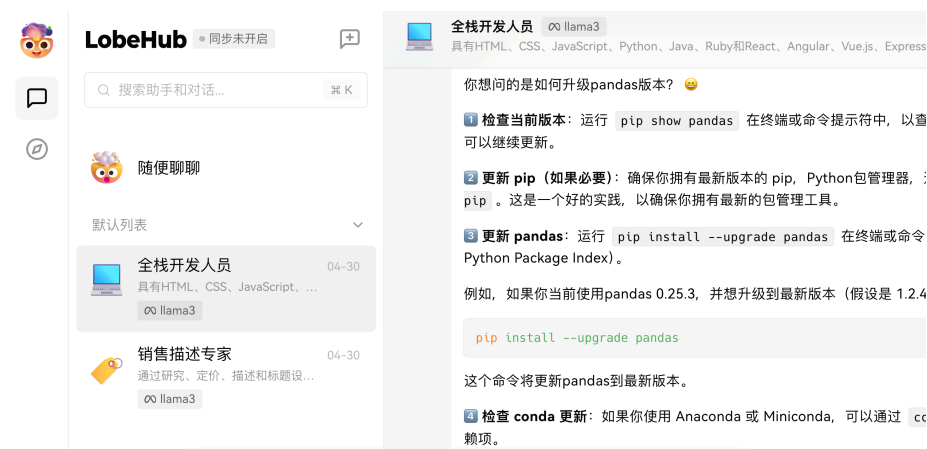 LobeHub
同步未开启
搜索助手和对话...
⌘ K
随便聊聊
默认列表
全栈开发人员
04-30
具有HTML、CSS、JavaScript、...
llama3
销售描述专家
04-30
通过研究、定价、描述和标题设...
llama3
全栈开发人员
llama3
具有HTML、CSS、JavaScript、Python、Java、Ruby和React、Angular、Vue.js、Express
你想问的是如何升级pandas版本？ 😄
1️⃣ 检查当前版本：运行 pip show pandas 在终端或命令提示符中，以查
可以继续更新。
2️⃣ 更新 pip（如果必要）：确保你拥有最新版本的 pip，Python包管理器，
pip 。这是一个好的实践，以确保你拥有最新的包管理工具。
3️⃣ 更新 pandas：运行 pip install --upgrade pandas 在终端或命令
Python Package Index)。
例如，如果你当前使用pandas 0.25.3，并想升级到最新版本（假设是 1.2.4
pip install --upgrade pandas
这个命令将更新pandas到最新版本。
4️⃣ 检查 conda 更新：如果你使用 Anaconda 或 Miniconda，可以通过 co
赖项。